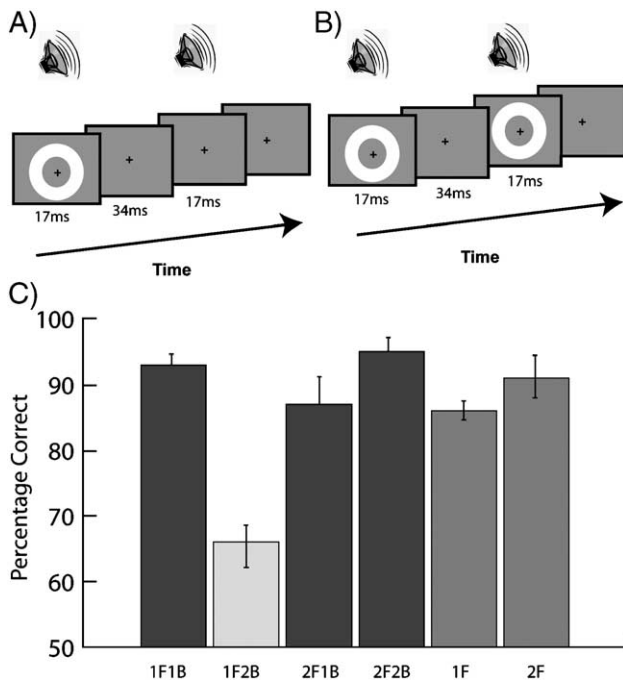 A)
B)
17ms
34ms
17ms
17ms
34ms
17ms
Time
Time
C)
Percentage Correct
100
90
80
70
60
50
1F1B
1F2B
2F1B
2F2B
1F
2F